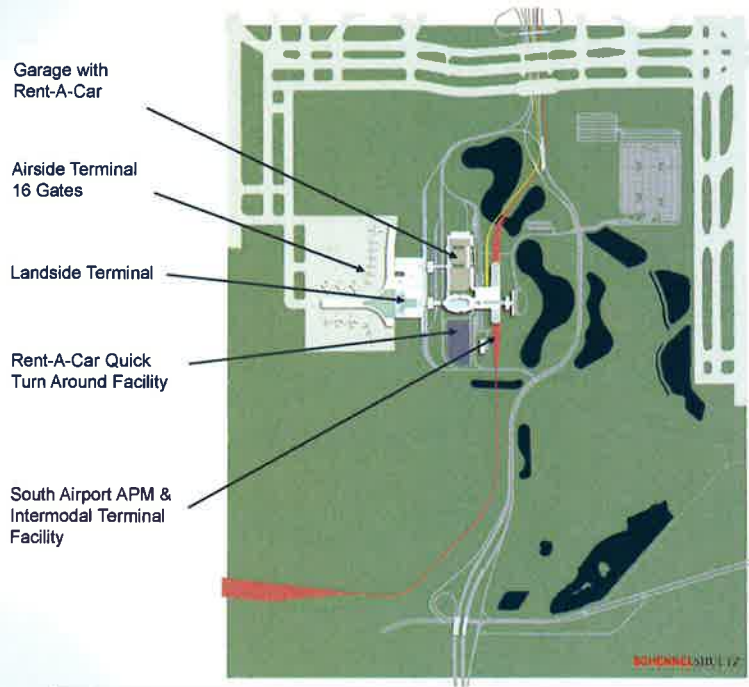 Garage with
Rent-A-Car
Airside Terminal
16 Gates
Landside Terminal
Rent-A-Car Quick
Turn Around Facility
South Airport APM &
Intermodal Terminal
Facility
SCHENKELSHULTZ